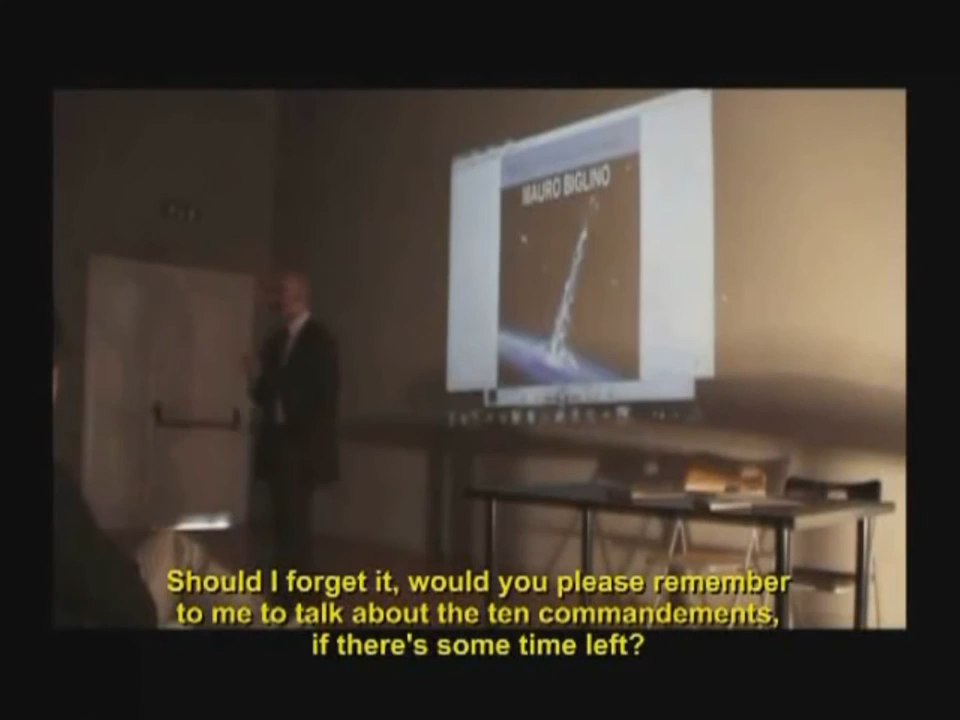 MAURO BIGLINO
Should I forget it, would you please remember
to me to talk about the ten commandements,
if there's some time left?